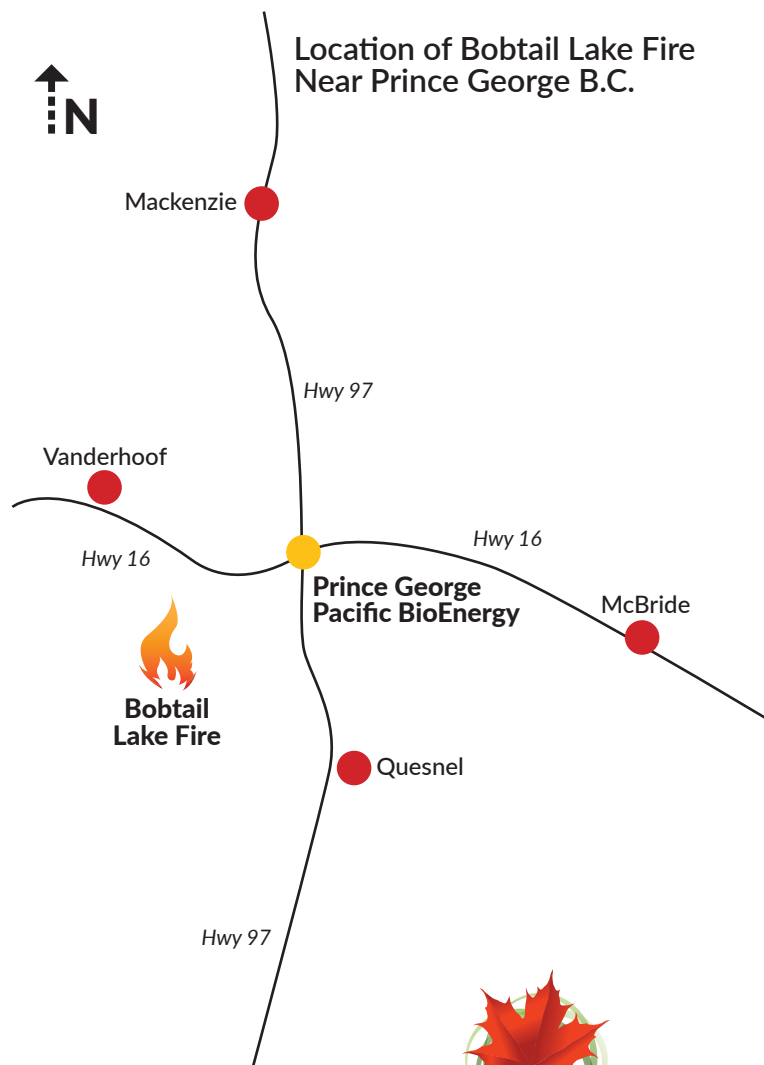 Location of Bobtail Lake Fire
Near Prince George B.C.
N
Mackenzie
Hwy 97
Vanderhoof
Hwy 16
Hwy 16
Prince George
Pacific BioEnergy
McBride
Bobtail
Lake Fire
Quesnel
Hwy 97